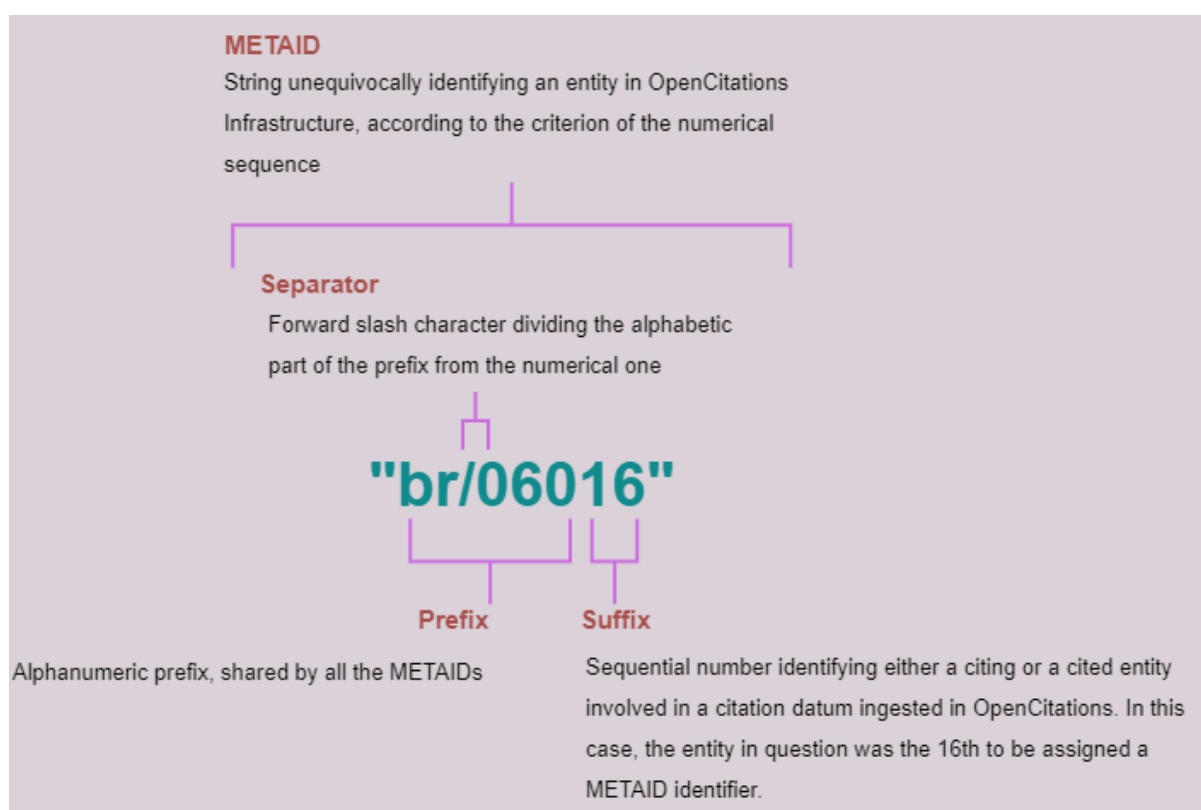 METAID
String unequivocally identifying an entity in OpenCitations
Infrastructure, according to the criterion of the numerical
sequence
Separator
Forward slash character dividing the alphabetic
part of the prefix from the numerical one
"br/06016"
Prefix
Alphanumeric prefix, shared by all the METAIDs
Suffix
Sequential number identifying either a citing or a cited entity
involved in a citation datum ingested in OpenCitations. In this
case, the entity in question was the 16th to be assigned a
METAID identifier.